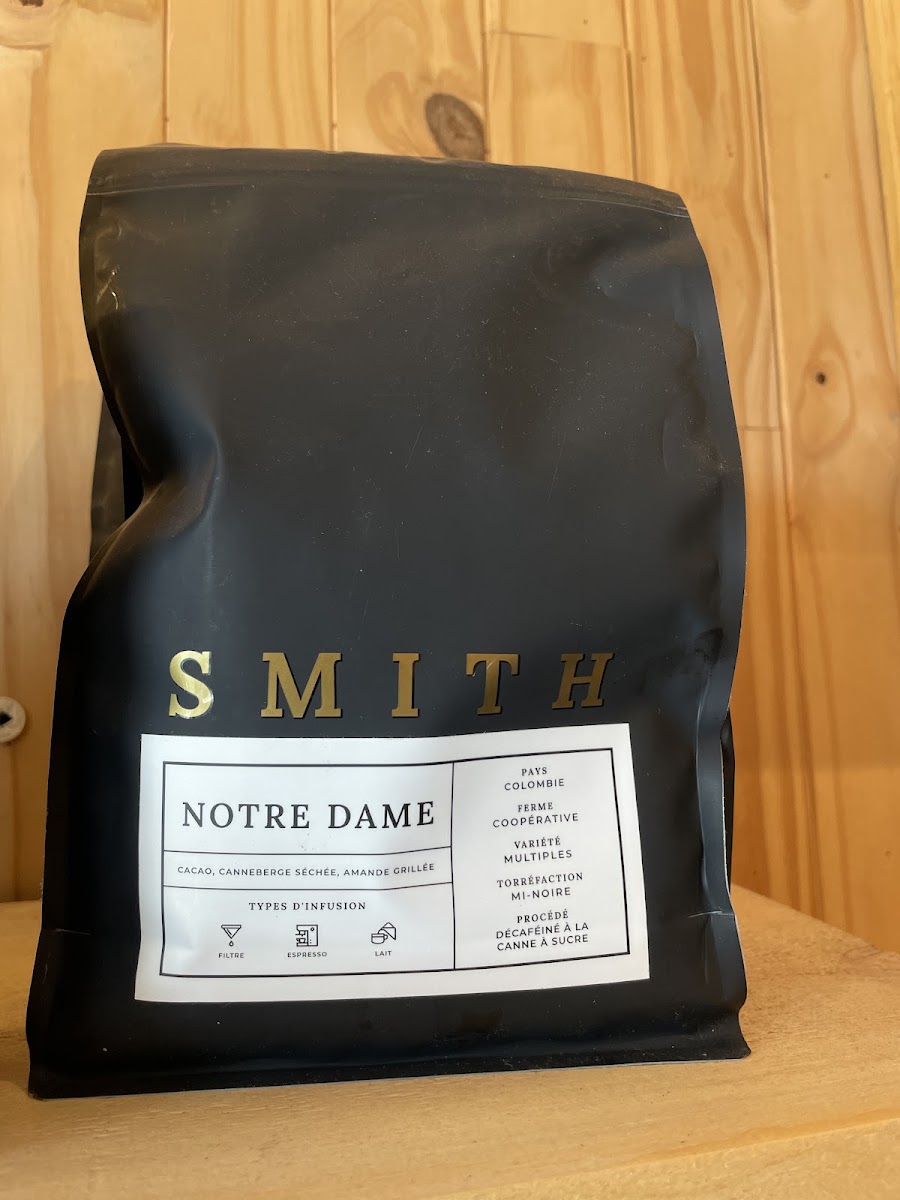 SMITH
NOTRE DAME
CACAO, CANNEBERGE SÉCHÉE, AMANDE GRILLÉE
TYPES D'INFUSION
FILTRE ESPRESSO LAIT
PAYS
COLOMBIE
FERME
COOPÉRATIVE
VARIÉTÉ
MULTIPLES
TORRÉFACTION
MI-NOIRE
PROCÉDÉ
DÉCAFÉINÉ À LA
CANNE À SUCRE